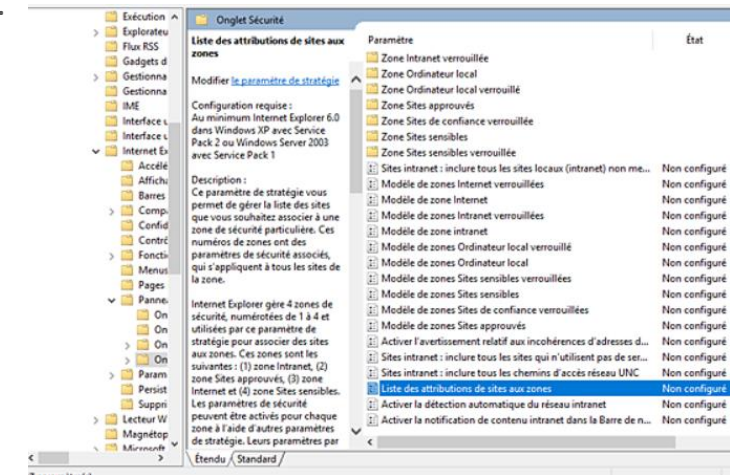 Exécution
Explorateu
Flux RSS
Gadgets d
Gestionna
Gestionna
IME
Interface u
Interface u
Internet Ex
Accélé
Afficha
Barres
Comp
Confid
Contrô
Foncti
Menus
Pages
Panne
On
On
On
On
Param
Persist
Suppri
Lecteur W
Magnétop
Microsoft
Onglet Sécurité
Liste des attributions de sites aux
zones
Modifier le paramètre de stratégie
Configuration requise :
Au minimum Internet Explorer 6.0
dans Windows XP avec Service
Pack 2 ou Windows Server 2003
avec Service Pack 1
Description :
Ce paramètre de stratégie vous
permet de gérer la liste des sites
que vous souhaitez associer à une
zone de sécurité particulière. Ces
numéros de zones ont des
paramètres de sécurité associés,
qui s'appliquent à tous les sites de
la zone.
Internet Explorer gère 4 zones de
sécurité, numérotées de 1 à 4 et
utilisées par ce paramètre de
stratégie pour associer des sites
aux zones. Ces zones sont les
suivantes : (1) zone Intranet, (2)
zone Sites approuvés, (3) zone
Internet et (4) zone Sites sensibles.
Les paramètres de sécurité
peuvent être activés pour chaque
zone à l'aide d'autres paramètres
de stratégie. Leurs paramètres par
Paramètre État
Zone Intranet verrouillée
Zone Ordinateur local
Zone Ordinateur local verrouillé
Zone Sites approuvés
Zone Sites de confiance verrouillée
Zone Sites sensibles
Zone Sites sensibles verrouillée
Sites intranet : inclure tous les sites locaux (intranet) non me... Non configuré
Modèle de zones Internet verrouillées Non configuré
Modèle de zone Internet Non configuré
Modèle de zones Intranet verrouillées Non configuré
Modèle de zone intranet Non configuré
Modèle de zones Ordinateur local verrouillé Non configuré
Modèle de zones Ordinateur local Non configuré
Modèle de zones Sites sensibles verrouillées Non configuré
Modèle de zones Sites sensibles Non configuré
Modèle de zones Sites de confiance verrouillées Non configuré
Modèle de zones Sites approuvés Non configuré
Activer l'avertissement relatif aux incohérences d'adresses d... Non configuré
Sites intranet : inclure tous les sites qui n'utilisent pas de ser... Non configuré
Sites intranet : inclure tous les chemins d'accès réseau UNC Non configuré
Liste des attributions de sites aux zones Non configuré
Activer la détection automatique du réseau intranet Non configuré
Activer la notification de contenu intranet dans la Barre de n... Non configuré
Étendu Standard